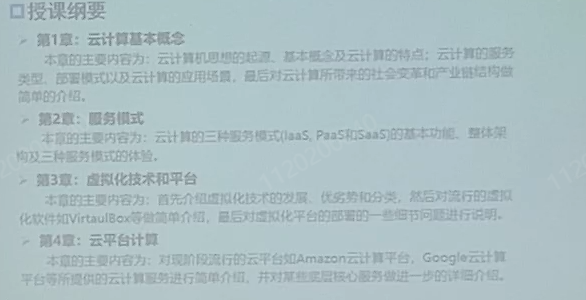 授课纲要
第1章：云计算基本概念
本章的主要内容为：云计算机思想的起源、基本概念及云计算的特点；云计算的服务
类型、部署模式以及云计算的应用场景，最后对云计算所带来的社会变革和产业链结构做
简单的介绍。
第2章：服务模式
本章的主要内容为：云计算的三种服务模式(IaaS, PaaS和SaaS)的基本功能、整体架
构及三种服务模式的体验。
第3章：虚拟化技术和平台
本章的主要内容为：首先介绍虚拟化技术的发展、优劣势和分类，然后对流行的虚拟
化软件如VirtaulBox等做简单介绍，最后对虚拟化平台的部署的一些细节问题进行说明。
第4章：云平台计算
本章的主要内容为：对现阶段流行的云平台如Amazon云计算平台，Google云计算
平台等所提供的云计算服务进行简单介绍，并对某些底层核心服务做进一步的详细介绍。